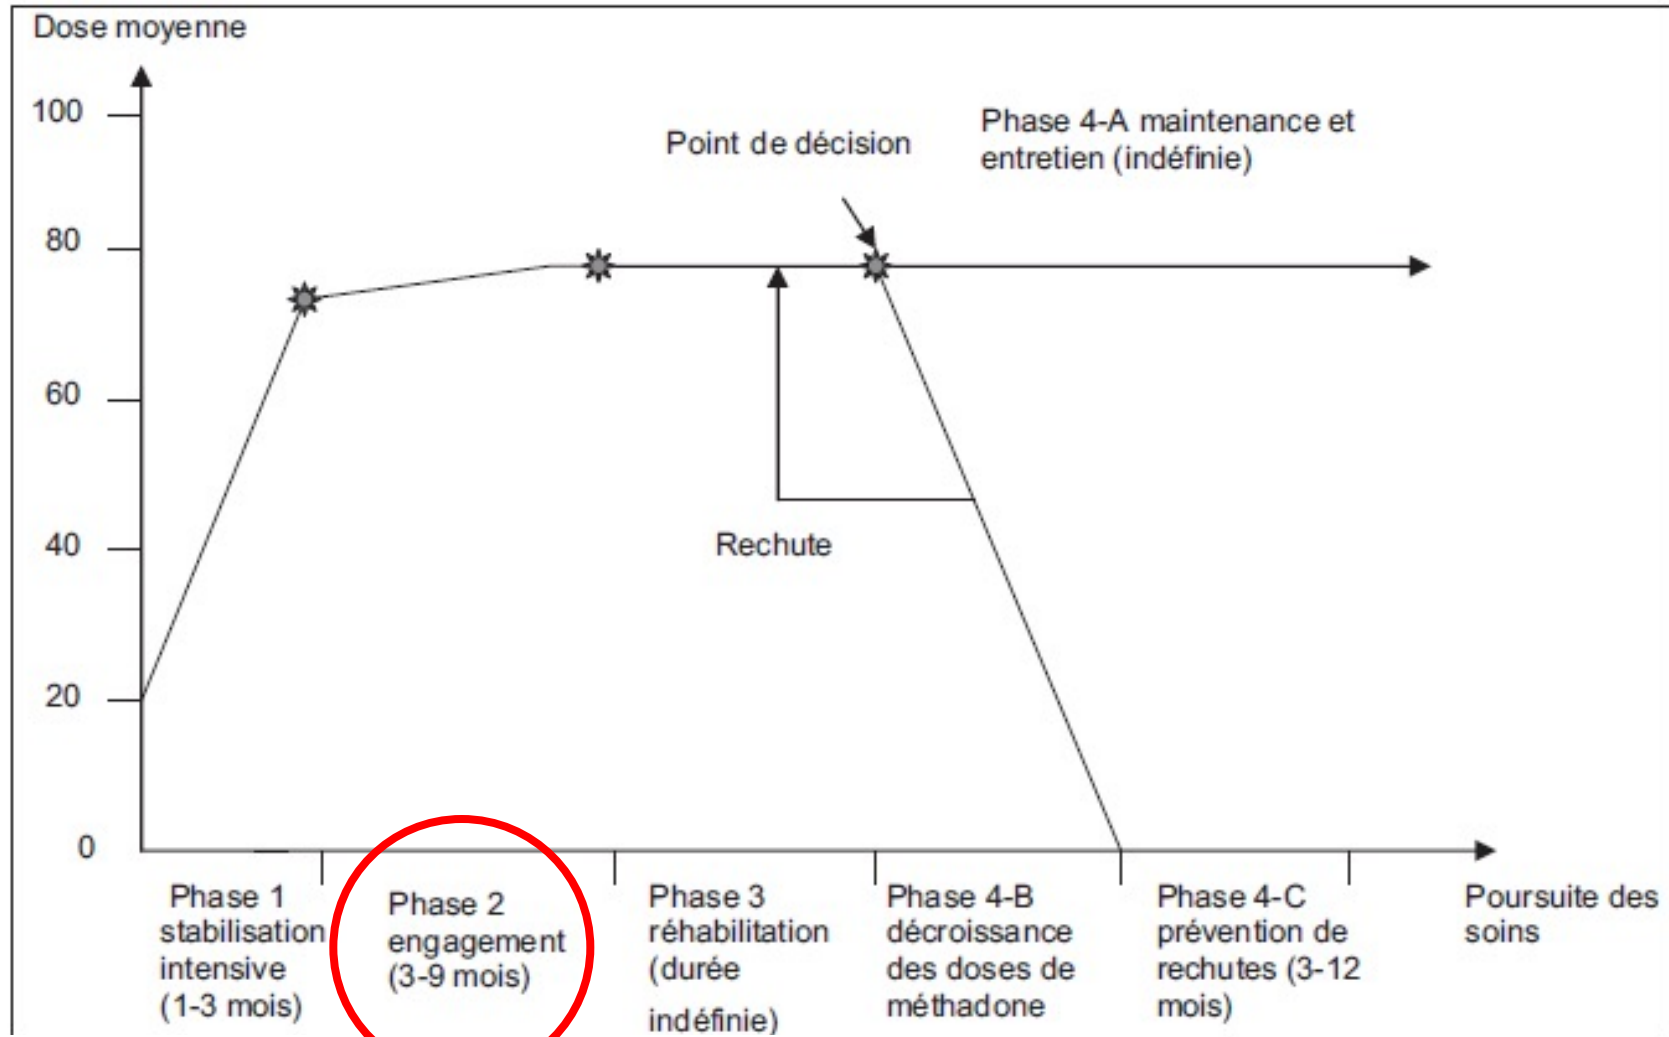 Dose moyenne
100
80
60
40
20
0
Point de décision
Phase 4-A maintenance et
entretien (indéfinie)
Rechute
Phase 1
stabilisation
intensive
(1-3 mois)
Phase 2
engagement
(3-9 mois)
Phase 3
réhabilitation
(durée
indéfinie)
Phase 4-B
décroissance
des doses de
méthadone
Phase 4-C
prévention de
rechutes (3-12
mois)
Poursuite des
soins